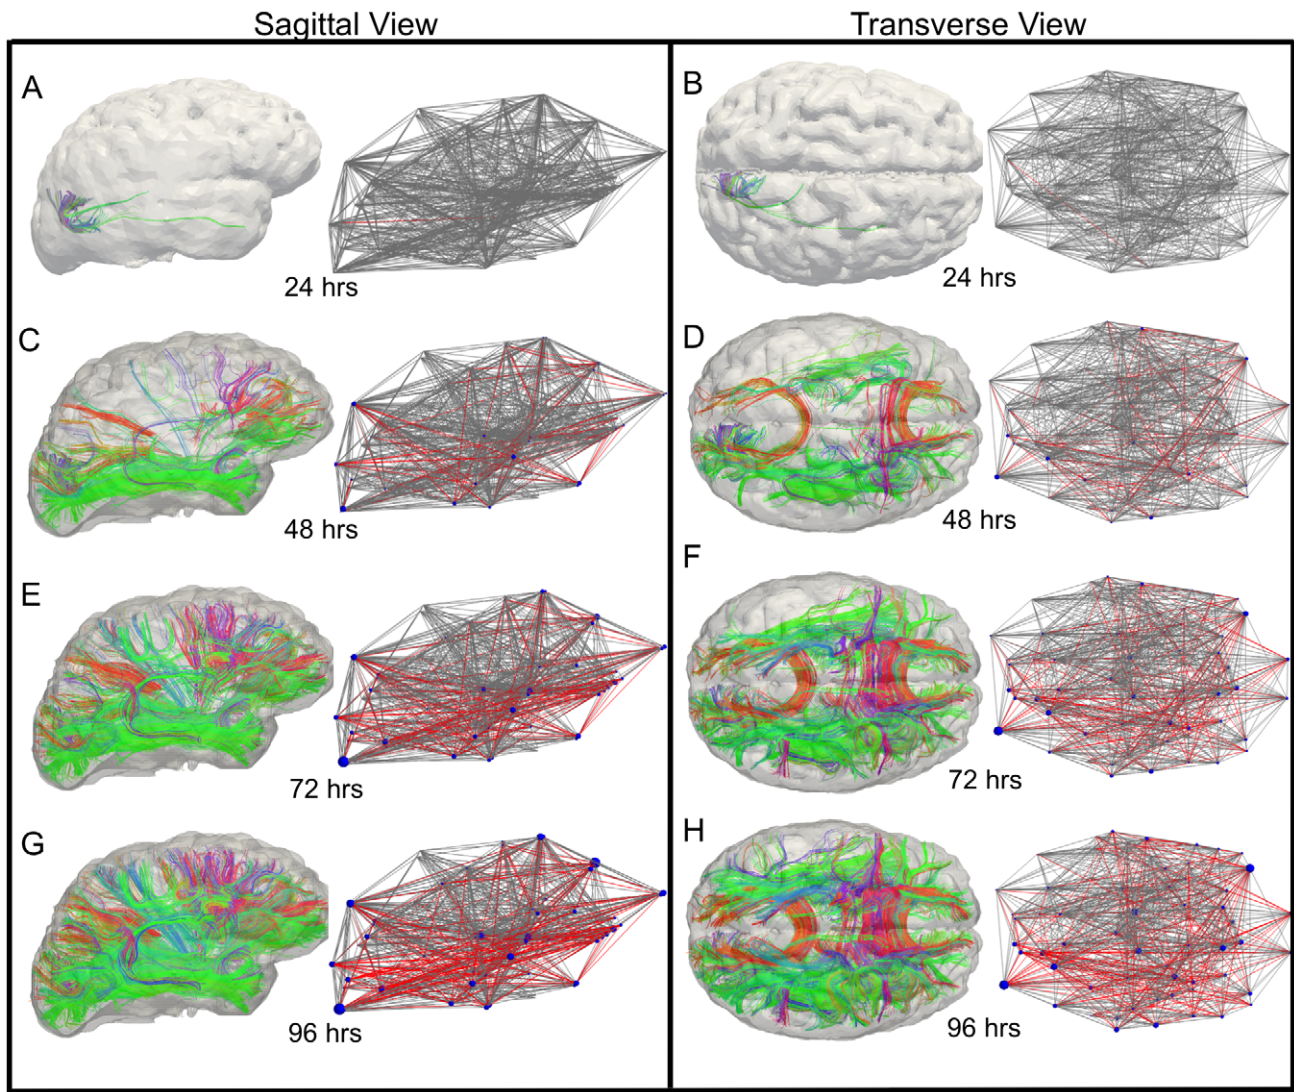 Sagittal View
Transverse View
A
24 hrs
B
24 hrs
C
48 hrs
D
48 hrs
E
72 hrs
F
72 hrs
G
96 hrs
H
96 hrs